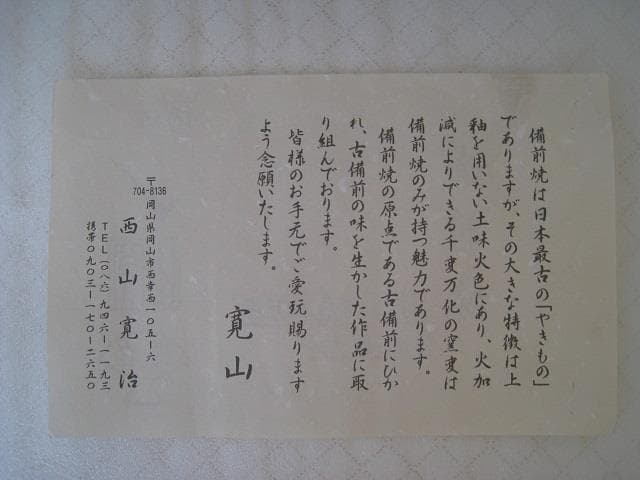 備前焼は日本最古の「やきもの」
でありますが、その大きな特徴は上
釉を用いない土味火色にあり、火加
減によりできる千変万化の窯変は
備前焼のみが持つ魅力であります。
備前焼の原点である古備前にひか
れ、古備前の味を生かした作品に取
り組んでおります。
皆様のお手元でご愛玩賜ります
よう念願いたします。
寛山
〒704-8136 岡山県岡山市西幸西一〇五ー六
西山寛治
TEL(〇八六)九四六ー一一九三
携帯〇九〇三ー一七〇ー二六五〇